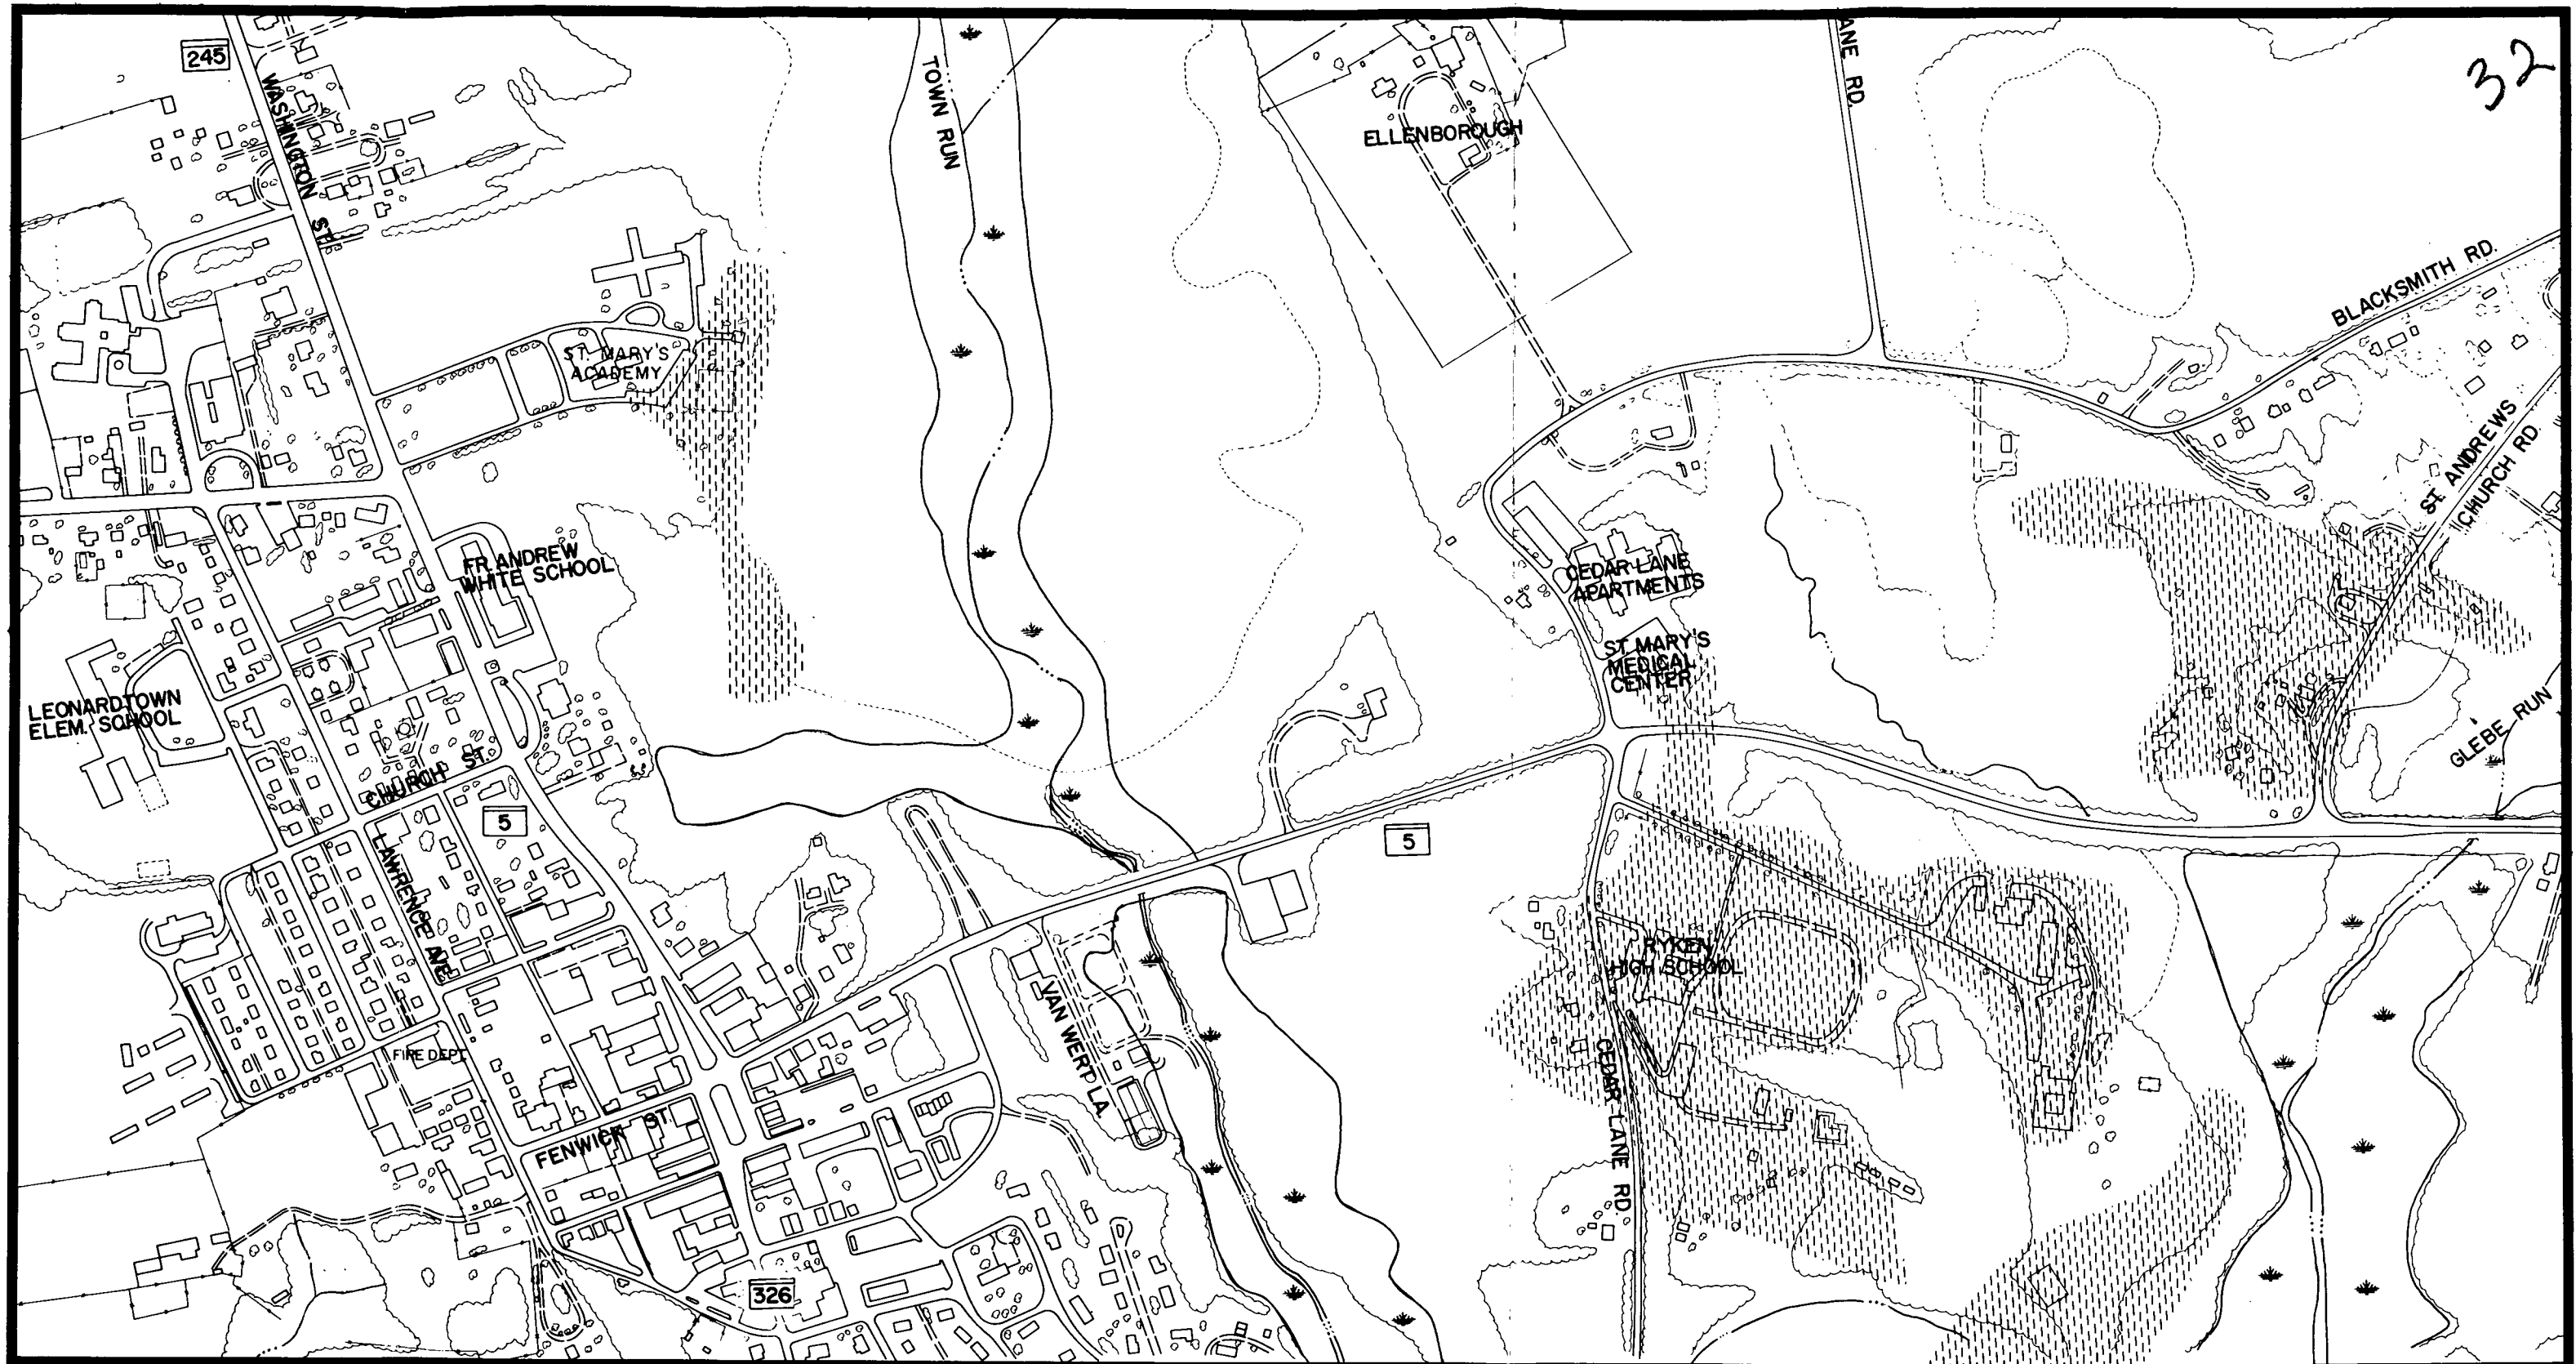 245
WASHINGTON ST.
TOWN RUN
ELLENBOROUGH
ANE RD.
32
BLACKSMITH RD.
ST. MARY'S
ACADEMY
ST. ANDREWS
CHURCH RD.
FR. ANDREW
WHITE SCHOOL
CEDAR LANE
APARTMENTS
ST. MARY'S
MEDICAL
CENTER
LEONARDTOWN
ELEM. SCHOOL
GLEBE RUN
CHURCH ST.
5
5
LAWRENCE AVE.
RYKEN
HIGH SCHOOL
VAN WERT LA.
FIRE DEPT.
CEDAR LANE RD.
FENWICK ST.
326